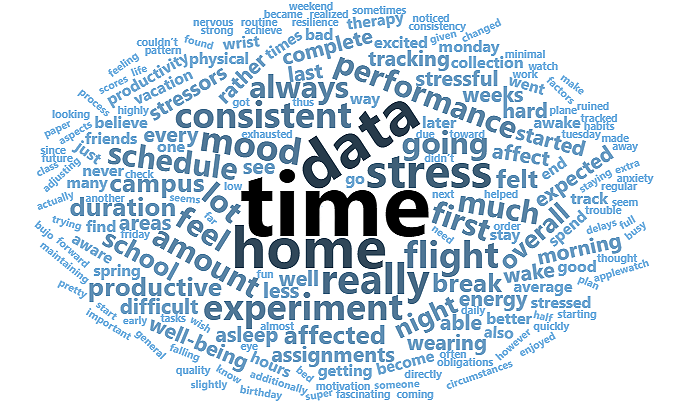 weekend
became realized sometimes
nervous routine resilience therapy noticed
strong achieve consistency
couldn't found wrist times bad excited given changed
pattern physical rather complete tracking monday minimal
feeling productivity stressors last collection watch
scores life vacation always performance stressful went work factors make
process habits got thus way weeks hard plane ruined
looking highly consistent data later started awake tracked
paper believe exhausted due toward tuesday habits
aspects friends every mood going affect made
since just one see didn't end expected away
class future never check schedule go stress felt staying extra
adjusting many campus low time next helped track anxiety regular
actually another lot seems first much order seem
duration far home need stay overall spend trouble
trying find areas feel flight delays full
bujo forward friday amount morning busy
aware school fun really break wake good thought
maintaining spring well energy average applewatch
pretty productive less experiment night daily stressed plan
start difficult able better half starting
important early tasks wish almost also quickly
general well-being asleep affected wearing however enjoyed
falling eye hours assignments often obligations
quality know bed getting become directly circumstances
slightly additionally motivation someone
birthday super fascinating coming